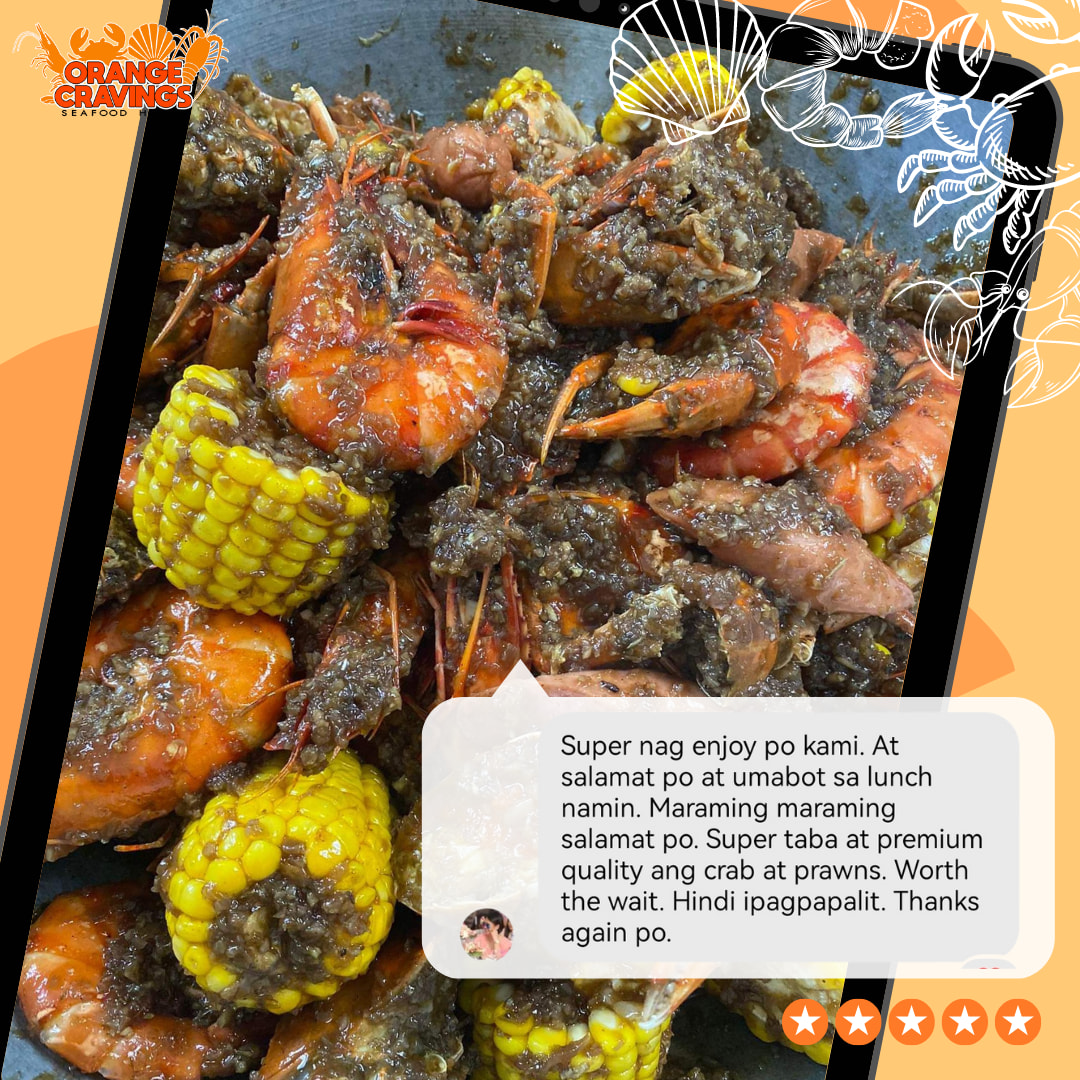 ORANGE
CRAVINGS
SEAFOOD H
Super nag enjoy po kami. At
salamat po at umabot sa lunch
namin. Maraming maraming
salamat po. Super taba at premium
quality ang crab at prawns. Worth
the wait. Hindi ipagpapalit. Thanks
again po.